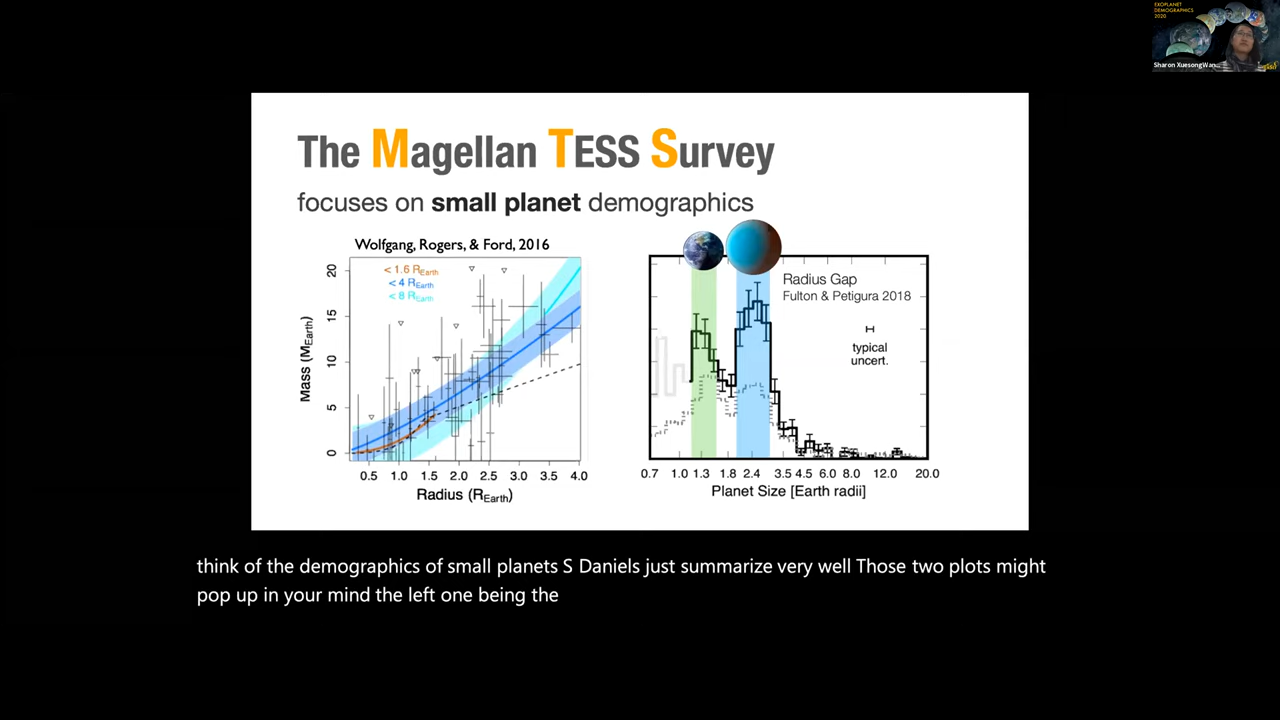 EXOPLANET
DEMOGRAPHICS
2020
Sharon XuesongWan...
The Magellan TESS Survey
focuses on small planet demographics
Wolfgang, Rogers, & Ford, 2016
< 1.6 REarth
< 4 REarth
< 8 REarth
Mass (MEarth)
20
15
10
5
0
0.5 1.0 1.5 2.0 2.5 3.0 3.5 4.0
Radius (REarth)
Radius Gap
Fulton & Petigura 2018
typical
uncert.
0.7 1.0 1.3 1.8 2.4 3.5 4.5 6.0 8.0 12.0 20.0
Planet Size [Earth radii]
think of the demographics of small planets S Daniels just summarize very well Those two plots might
pop up in your mind the left one being the